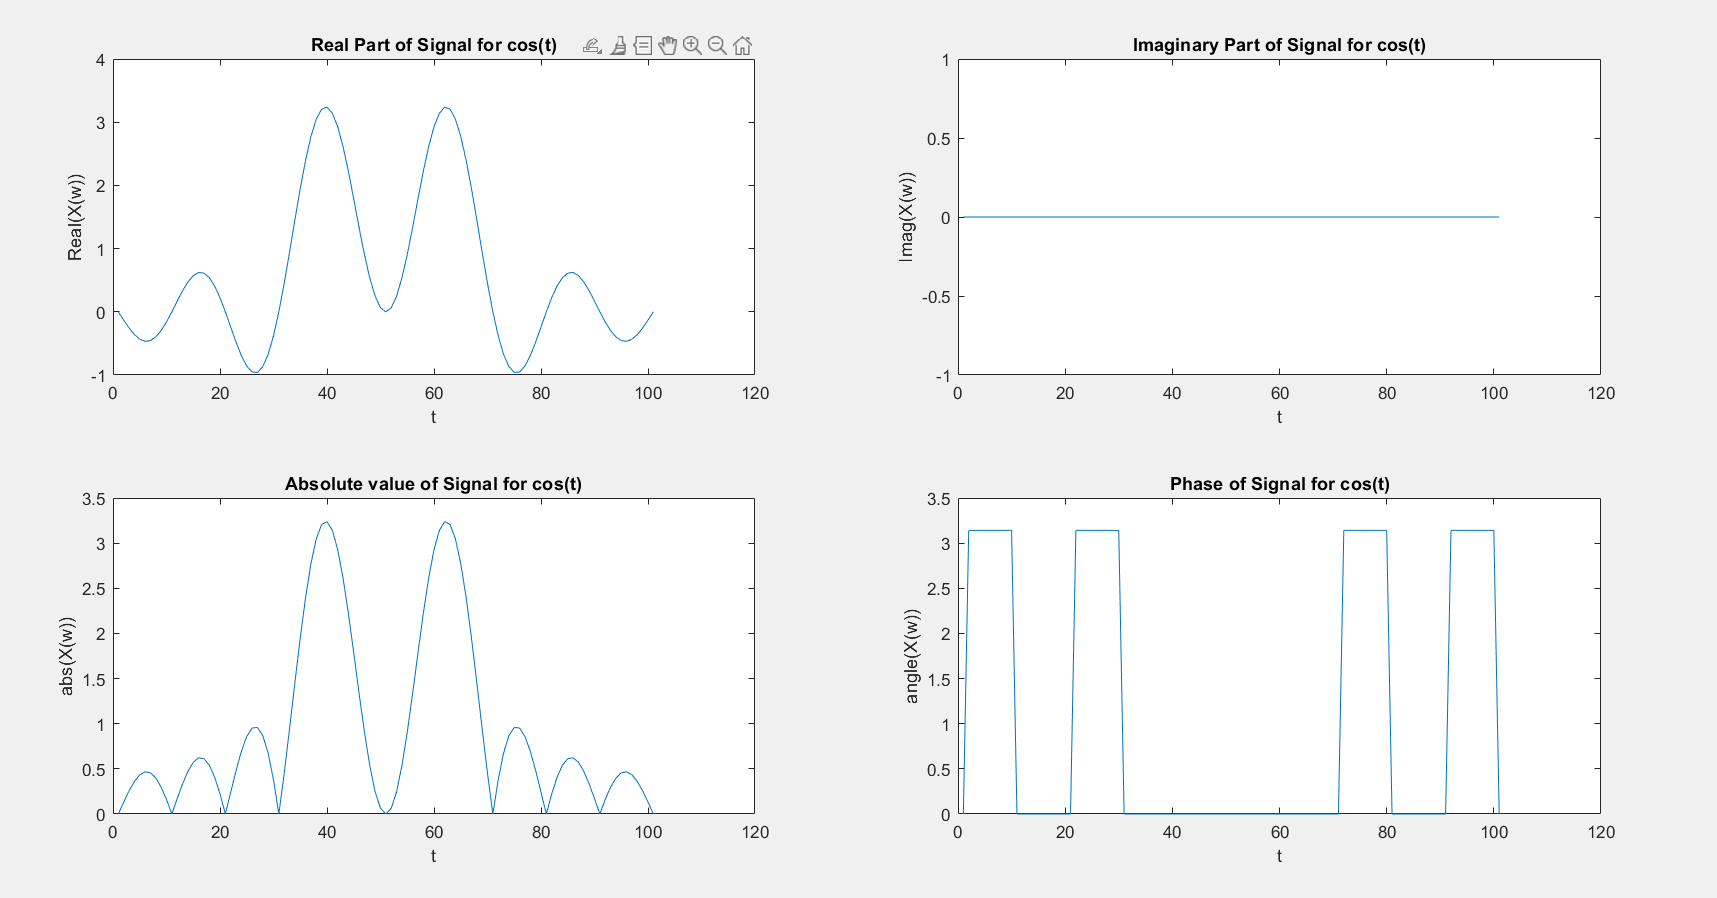 Real Part of Signal for cos(t)
4
3
2
1
0
-1
Real(X(w))
0 20 40 60 80 100 120
t
Imaginary Part of Signal for cos(t)
1
0.5
0
-0.5
-1
Imag(X(w))
0 20 40 60 80 100 120
t
Absolute value of Signal for cos(t)
3.5
3
2.5
2
1.5
1
0.5
0
abs(X(w))
0 20 40 60 80 100 120
t
Phase of Signal for cos(t)
3.5
3
2.5
2
1.5
1
0.5
0
angle(X(w))
0 20 40 60 80 100 120
t